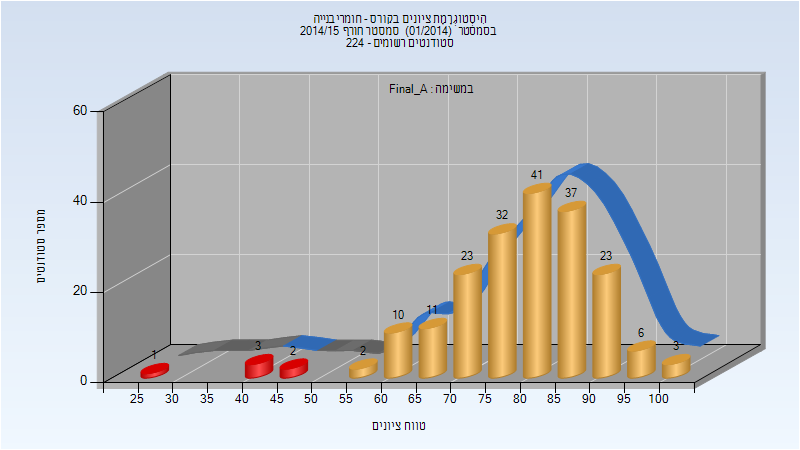 היסטוגרמת ציונים בקורס - חומרי בנייה
בסמסטר (01/2014) סמסטר חורף 2014/15
סטודנטים רשומים - 224
במשימה : Final_A
60
40
20
0
מספר סטודנטים
1
3
2
2
10
11
23
32
41
37
23
6
3
25 30 35 40 45 50 55 60 65 70 75 80 85 90 95 100
טווח ציונים